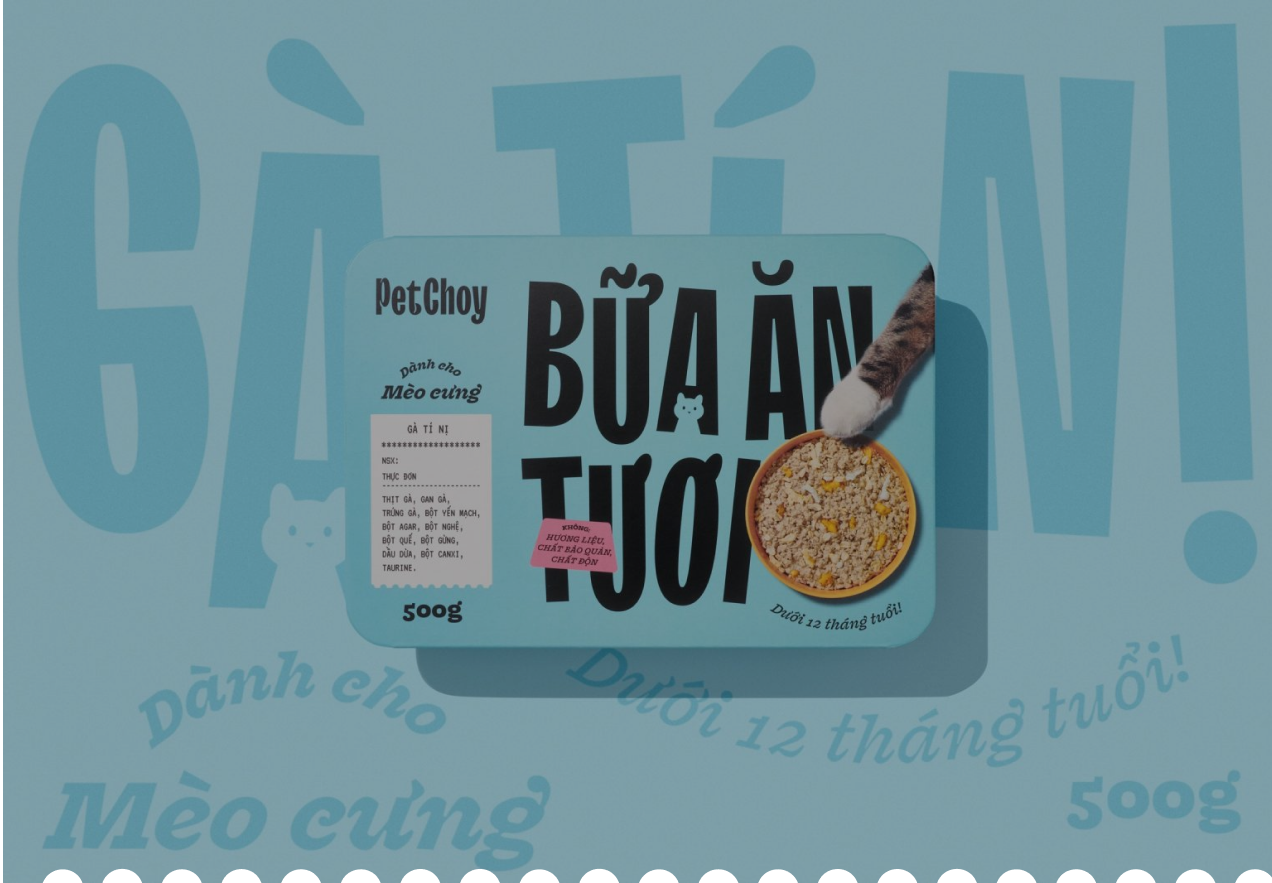 GÀ TÍ NỊ!
PetChoy
Dành cho
Mèo cưng
GÀ TÍ NỊ
*******************
NSX:
THỰC ĐƠN
THỊT GÀ, GAN GÀ,
TRỨNG GÀ, BỘT YẾN MẠCH,
BỘT AGAR, BỘT NGHỆ,
BỘT QUẾ, BỘT GỪNG,
DẦU DỪA, BỘT CANXI,
TAURINE.
500g
BỮA ĂN
TƯƠI
KHÔNG:
HƯƠNG LIỆU,
CHẤT BẢO QUẢN,
CHẤT ĐỘN
Dưới 12 tháng tuổi!
Dành cho
Mèo cưng
Dưới 12 tháng tuổi!
500g